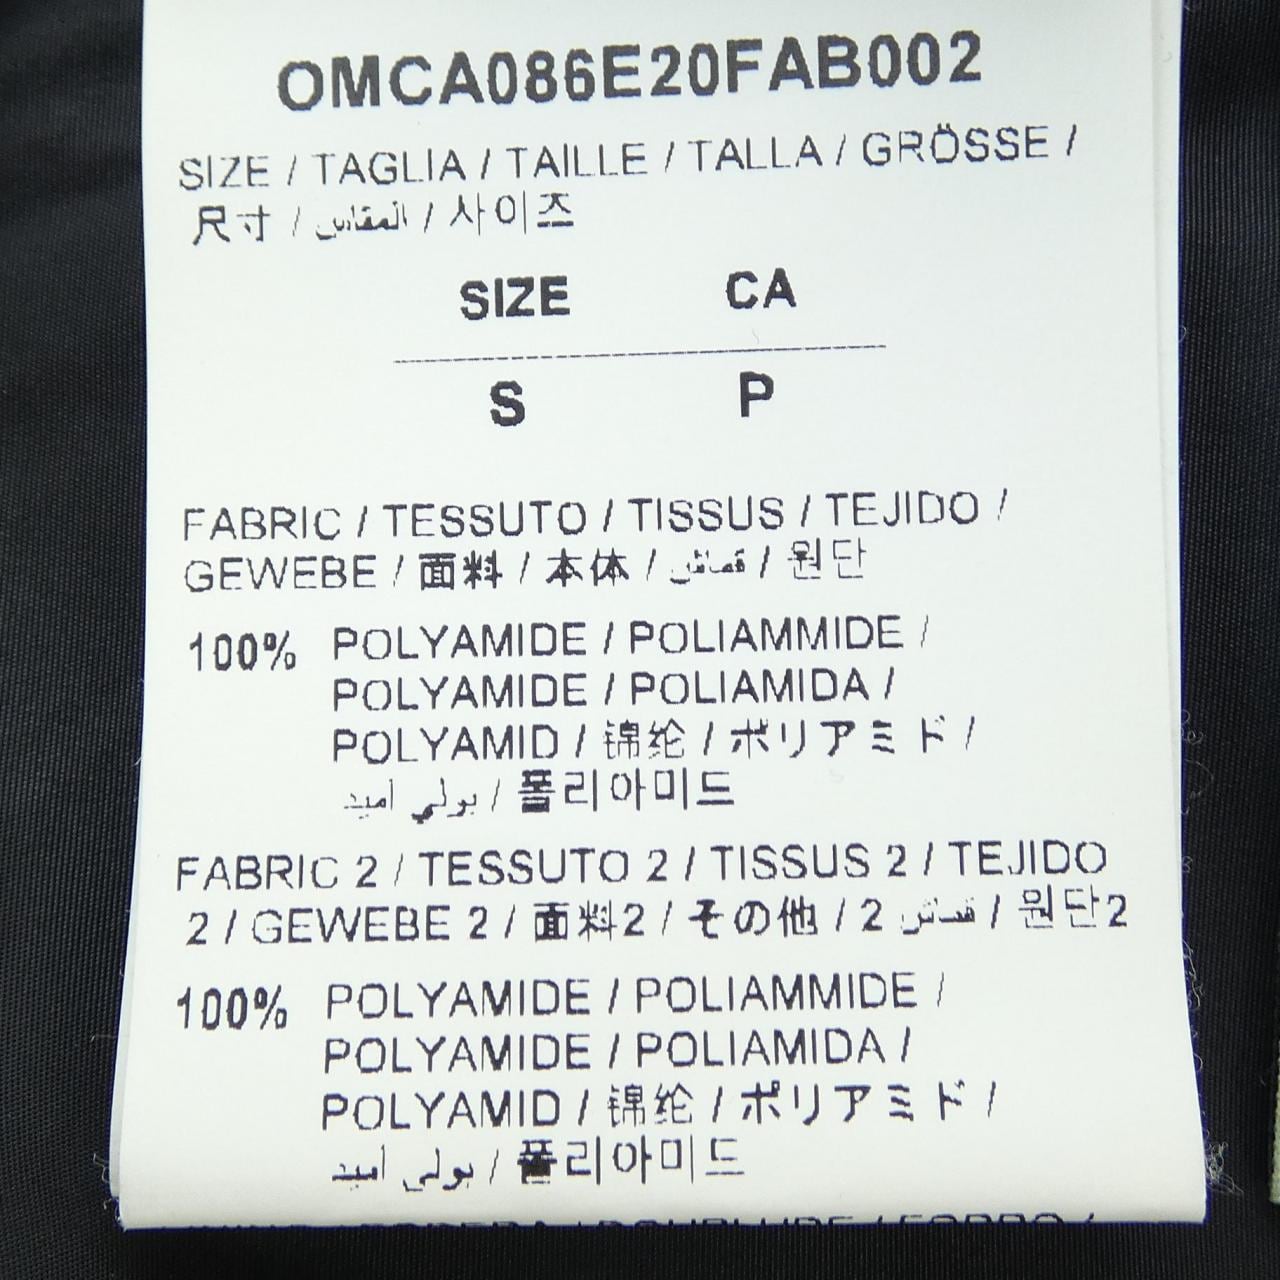 OMCA086E20FAB002
SIZE / TAGLIA / TAILLE / TALLA / GRÖSSE /
尺寸 / المقاس / 사이즈
SIZE CA
S P
FABRIC / TESSUTO / TISSUS / TEJIDO /
GEWEBE / 面料 / 本体 / قماش / 원단
100% POLYAMIDE / POLIAMMIDE /
POLYAMIDE / POLIAMIDA /
POLYAMID / 锦纶 / ポリアミド /
بولي أميد / 폴리아미드
FABRIC 2 / TESSUTO 2 / TISSUS 2 / TEJIDO
2 / GEWEBE 2 / 面料2 / その他 / 2 قماش / 원단2
100% POLYAMIDE / POLIAMMIDE /
POLYAMIDE / POLIAMIDA /
POLYAMID / 锦纶 / ポリアミド /
بولي أميد / 폴리아미드